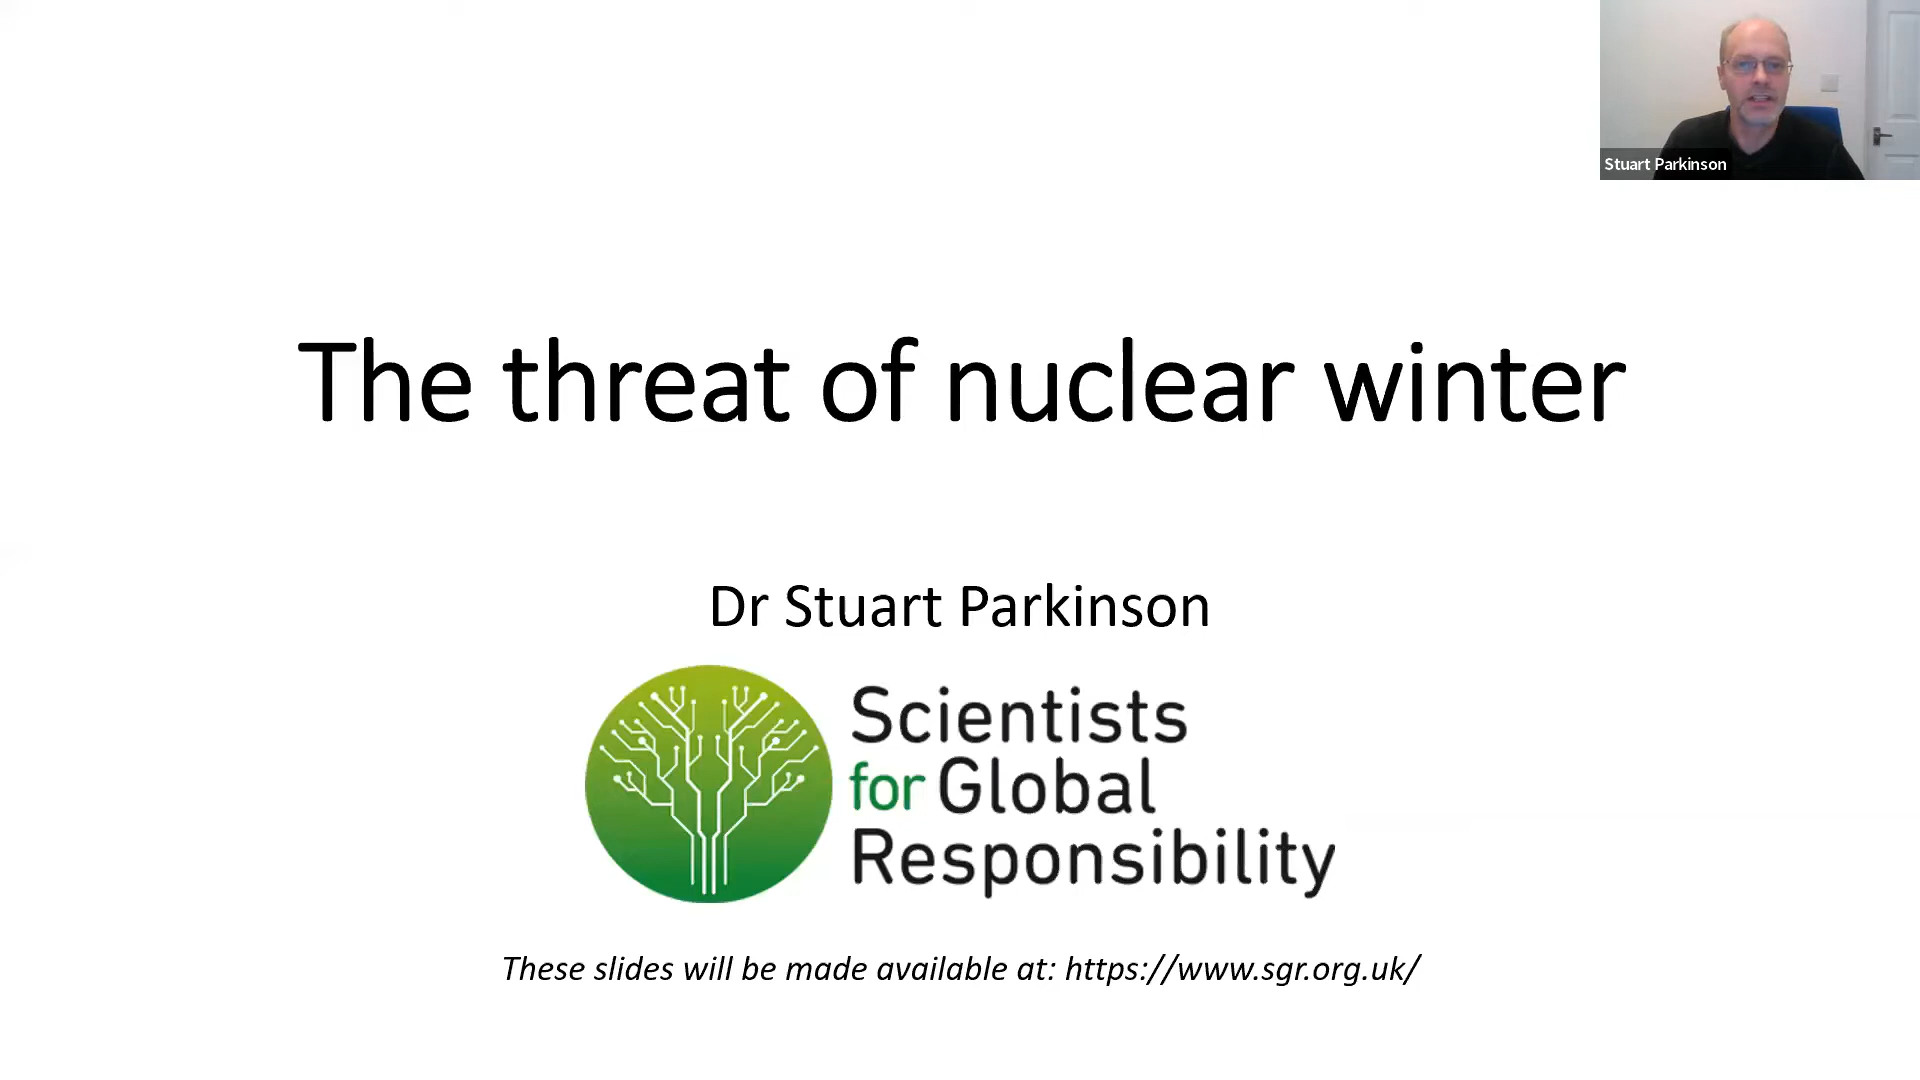 Stuart Parkinson
The threat of nuclear winter
Dr Stuart Parkinson
Scientists
for Global
Responsibility
These slides will be made available at: https://www.sgr.org.uk/